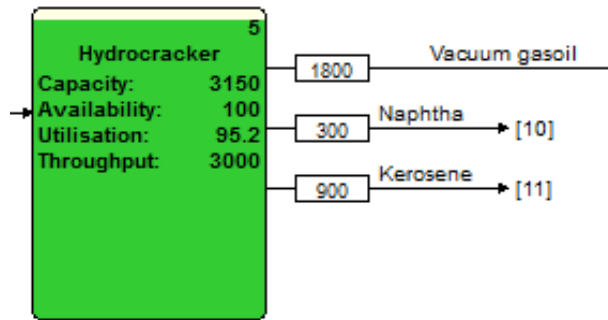 5
Hydrocracker
Capacity: 3150
Availability: 100
Utilisation: 95.2
Throughput: 3000
1800 Vacuum gasoil
300 Naphtha [10]
900 Kerosene [11]